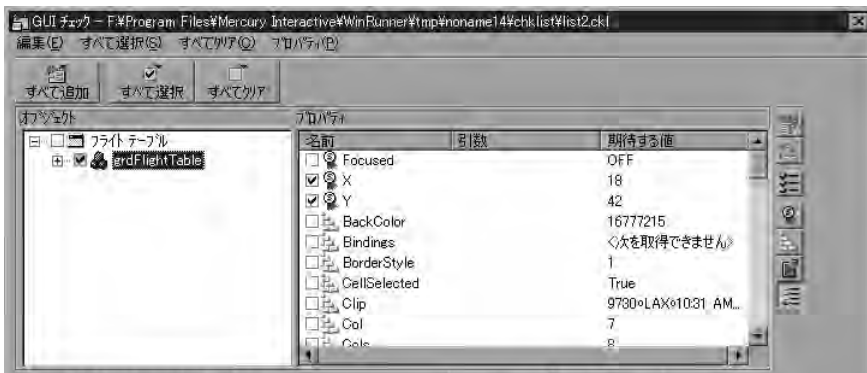 GUI チェック - F:¥Program Files¥Mercury Interactive¥WinRunner¥tmp¥noname14¥chklist¥list2.ckl
編集(E) すべて選択(S) すべてクリア(C) プロパティ(P)
すべて追加 すべて選択 すべてクリア
オブジェクト
フライト テーブル
grdFlightTable
プロパティ
名前 引数 期待する値
Focused OFF
X 18
Y 42
BackColor 16777215
Bindings <次を取得できません>
BorderStyle 1
CellSelected True
Clip 9730◊LAX◊10:31 AM...
Col 7
Cols 8